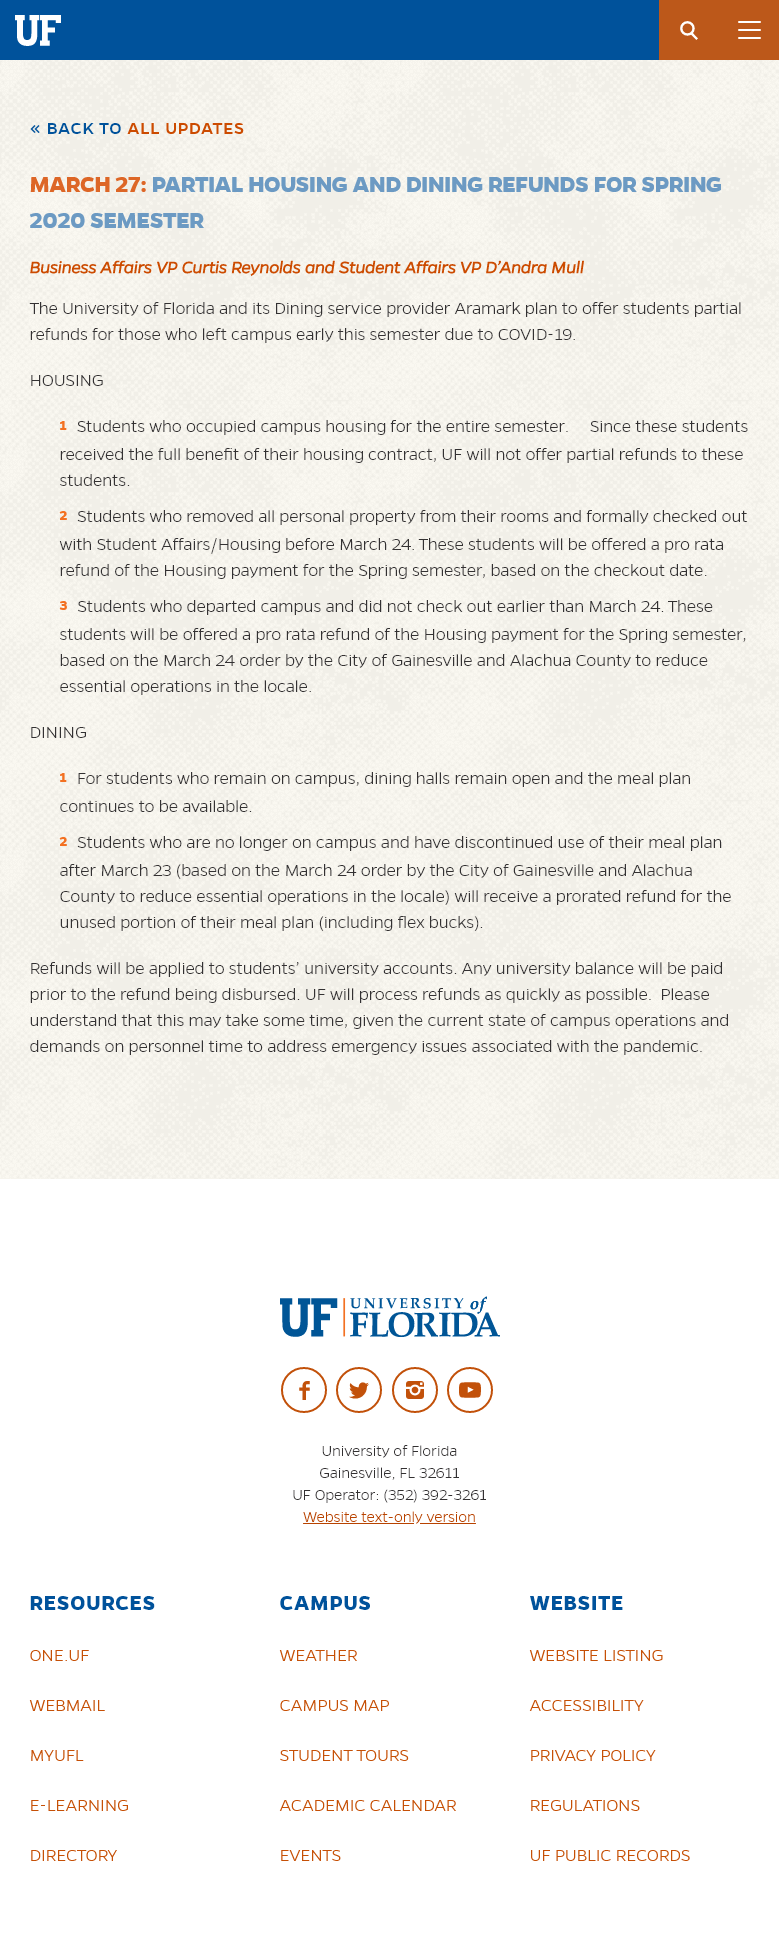 UF
« BACK TO ALL UPDATES
MARCH 27: PARTIAL HOUSING AND DINING REFUNDS FOR SPRING
2020 SEMESTER
Business Affairs VP Curtis Reynolds and Student Affairs VP D’Andra Mull
The University of Florida and its Dining service provider Aramark plan to offer students partial
refunds for those who left campus early this semester due to COVID-19.
HOUSING
1 Students who occupied campus housing for the entire semester. Since these students
received the full benefit of their housing contract, UF will not offer partial refunds to these
students.
2 Students who removed all personal property from their rooms and formally checked out
with Student Affairs/Housing before March 24. These students will be offered a pro rata
refund of the Housing payment for the Spring semester, based on the checkout date.
3 Students who departed campus and did not check out earlier than March 24. These
students will be offered a pro rata refund of the Housing payment for the Spring semester,
based on the March 24 order by the City of Gainesville and Alachua County to reduce
essential operations in the locale.
DINING
1 For students who remain on campus, dining halls remain open and the meal plan
continues to be available.
2 Students who are no longer on campus and have discontinued use of their meal plan
after March 23 (based on the March 24 order by the City of Gainesville and Alachua
County to reduce essential operations in the locale) will receive a prorated refund for the
unused portion of their meal plan (including flex bucks).
Refunds will be applied to students’ university accounts. Any university balance will be paid
prior to the refund being disbursed. UF will process refunds as quickly as possible. Please
understand that this may take some time, given the current state of campus operations and
demands on personnel time to address emergency issues associated with the pandemic.
UF UNIVERSITY of
FLORIDA
University of Florida
Gainesville, FL 32611
UF Operator: (352) 392-3261
Website text-only version
RESOURCES
ONE.UF
WEBMAIL
MYUFL
E-LEARNING
DIRECTORY
CAMPUS
WEATHER
CAMPUS MAP
STUDENT TOURS
ACADEMIC CALENDAR
EVENTS
WEBSITE
WEBSITE LISTING
ACCESSIBILITY
PRIVACY POLICY
REGULATIONS
UF PUBLIC RECORDS